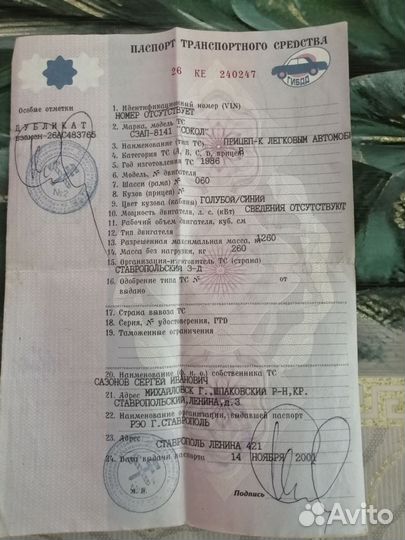 ПАСПОРТ ТРАНСПОРТНОГО СРЕДСТВА
26 КЕ 240247
ГИБДД
Особые отметки
ДУБЛИКАТ
взамен 26АС483765
№2
1. Идентификационный номер (VIN)
НОМЕР ОТСУТСТВУЕТ
2. Марка, модель ТС
СЗАП-8141 "СОКОЛ"
3. Наименование (тип ТС) ПРИЦЕП-К ЛЕГКОВЫМ АВТОМОБ
4. Категория ТС (А, В, С, D, прицеп) В
5. Год изготовления ТС 1986
6. Модель, № двигателя
7. Шасси (рама) № 060
8. Кузов (прицеп) №
9. Цвет кузова (кабины) ГОЛУБОЙ/СИНИЙ
10. Мощность двигателя, л. с. (кВт) СВЕДЕНИЯ ОТСУТСТВУЮТ
11. Рабочий объем двигателя, куб. см
12. Тип двигателя
13. Разрешенная максимальная масса, кг 1260
14. Масса без нагрузки, кг 260
15. Организация-изготовитель ТС (страна)
СТАВРОПОЛЬСКИЙ З-Д
16. Одобрение типа ТС № от
выдано
17. Страна вывоза ТС
18. Серия, № удостоверения, PTD
19. Таможенные ограничения
20. Наименование (ф. и. о.) собственника ТС
САЗОНОВ СЕРГЕЙ ИВАНОВИЧ
21. Адрес МИХАЙЛОВСК Г.,ШПАКОВСКИЙ Р-Н,КР.
СТАВРОПОЛЬСКИЙ,ЛЕНИНА,д.3
22. Наименование организации, выдавшей паспорт
РЭО Г.СТАВРОПОЛЬ
23. Адрес СТАВРОПОЛЬ ЛЕНИНА 421
24. Дата выдачи паспорта 14 НОЯБРЯ 2001
М. П.
Подпись
Avito